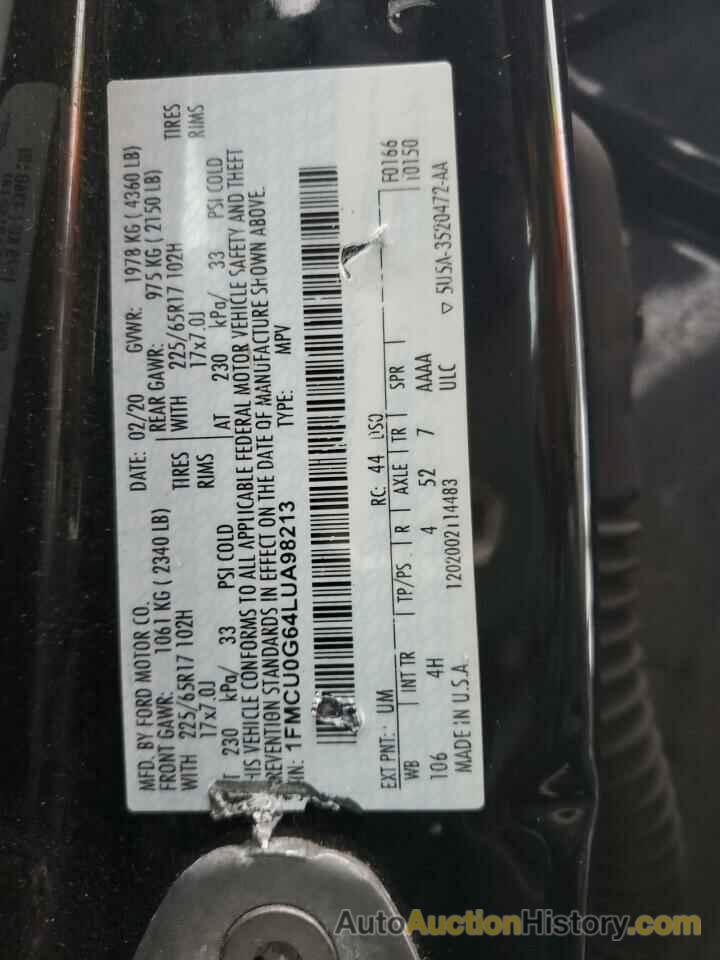 MFD. BY FORD MOTOR CO. DATE: 02/20 GVWR: 1978 KG ( 4360 LB)
FRONT GAWR: 1061 KG ( 2340 LB) REAR GAWR: 975 KG ( 2150 LB)
WITH 225/65R17 102H TIRES WITH 225/65R17 102H TIRES
17x7.0J RIMS 17x7.0J RIMS
T 230 kPa/ 33 PSI COLD AT 230 kPa/ 33 PSI COLD
HIS VEHICLE CONFORMS TO ALL APPLICABLE FEDERAL MOTOR VEHICLE SAFETY AND THEFT
REVENTION STANDARDS IN EFFECT ON THE DATE OF MANUFACTURE SHOWN ABOVE.
IN: 1FMCU0G64LUA98213 TYPE: MPV
F0166
EXT PNT: UM RC: 44 DSO: 10150
WB INT TR TP/PS R AXLE TR SPR
106 4H 4 52 7 AAAA
MADE IN U.S.A. 1202002114483 ULC
▽ 5U5A-3520472-AA
AutoAuctionHistory.com